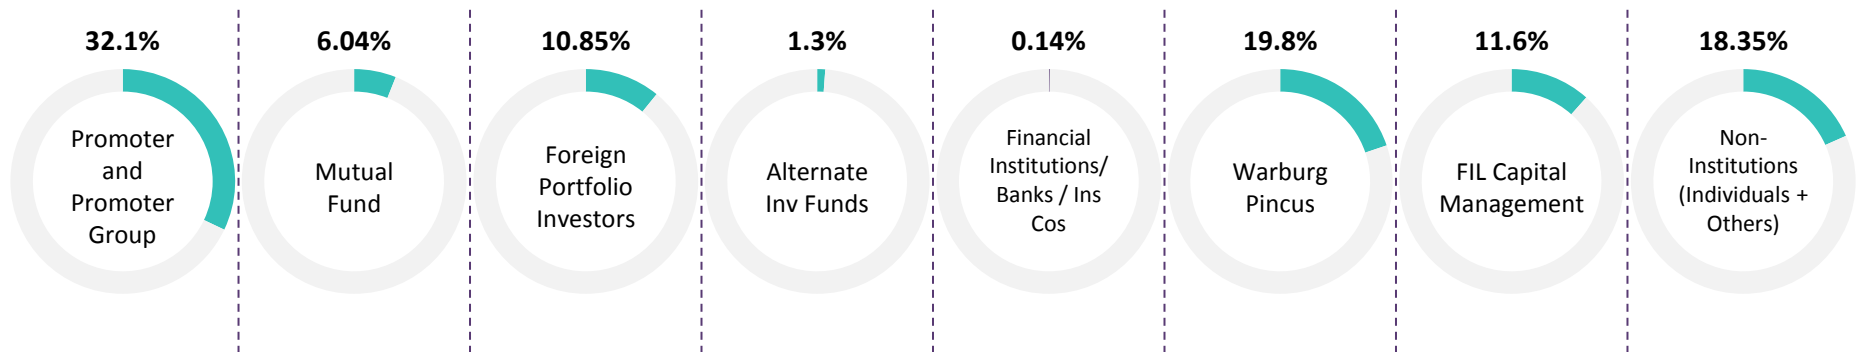 32.1%
Promoter
and
Promoter
Group
6.04%
Mutual
Fund
10.85%
Foreign
Portfolio
Investors
1.3%
Alternate
Inv Funds
0.14%
Financial
Institutions/
Banks / Ins
Cos
19.8%
Warburg
Pincus
11.6%
FIL Capital
Management
18.35%
Non-
Institutions
(Individuals +
Others)